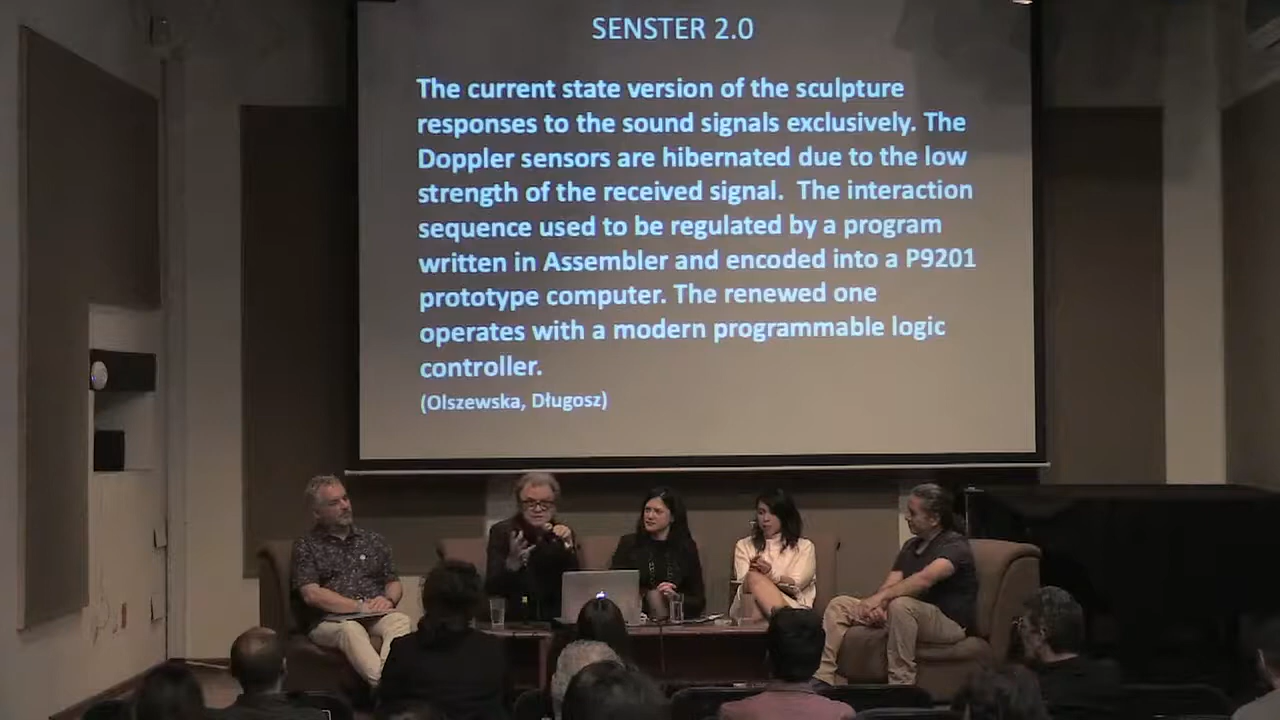 SENSTER 2.0
The current state version of the sculpture
responses to the sound signals exclusively. The
Doppler sensors are hibernated due to the low
strength of the received signal.  The interaction
sequence used to be regulated by a program
written in Assembler and encoded into a P9201
prototype computer. The renewed one
operates with a modern programmable logic
controller.
(Olszewska, Długosz)